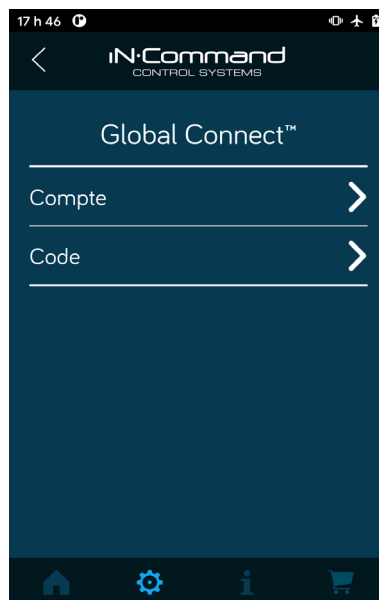 17 h 46
iN·Command
CONTROL SYSTEMS
Global Connect™
Compte
Code